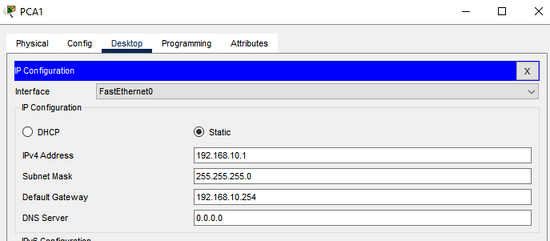 PCA1
Physical Config Desktop Programming Attributes
IP Configuration X
Interface FastEthernet0
IP Configuration
DHCP Static
IPv4 Address 192.168.10.1
Subnet Mask 255.255.255.0
Default Gateway 192.168.10.254
DNS Server 0.0.0.0
IPv6 Configuration